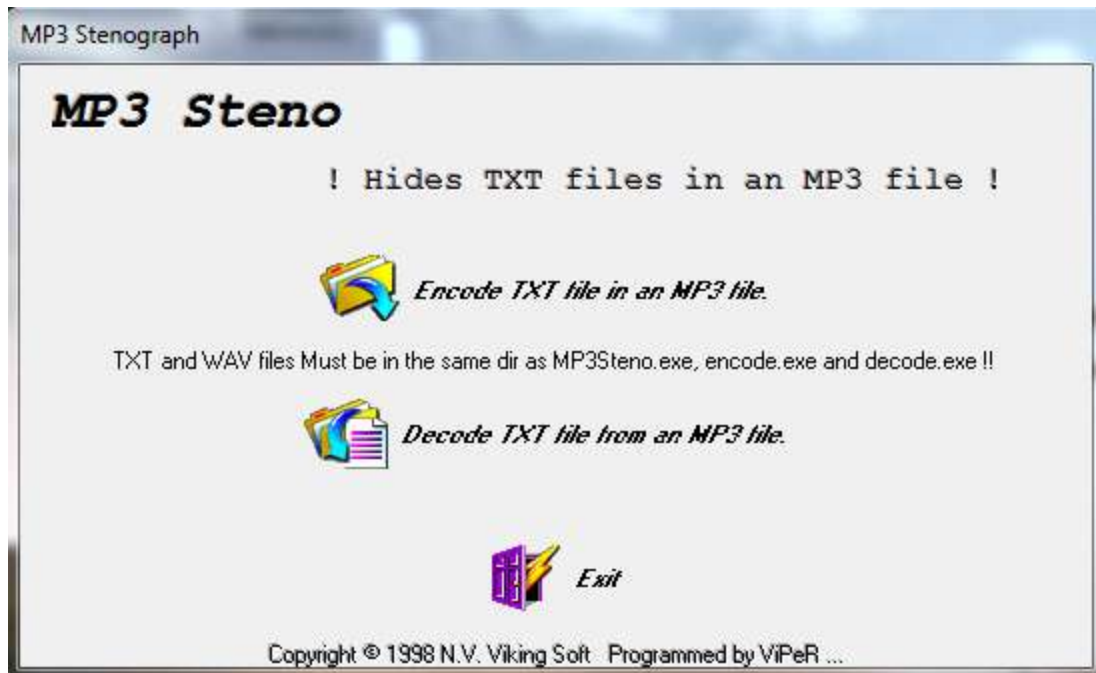 MP3 Stenograph
MP3 Steno
! Hides TXT files in an MP3 file !
Encode TXT file in an MP3 file.
TXT and WAV files Must be in the same dir as MP3Steno.exe, encode.exe and decode.exe !!
Decode TXT file from an MP3 file.
Exit
Copyright © 1998 N.V. Viking Soft Programmed by ViPeR ...